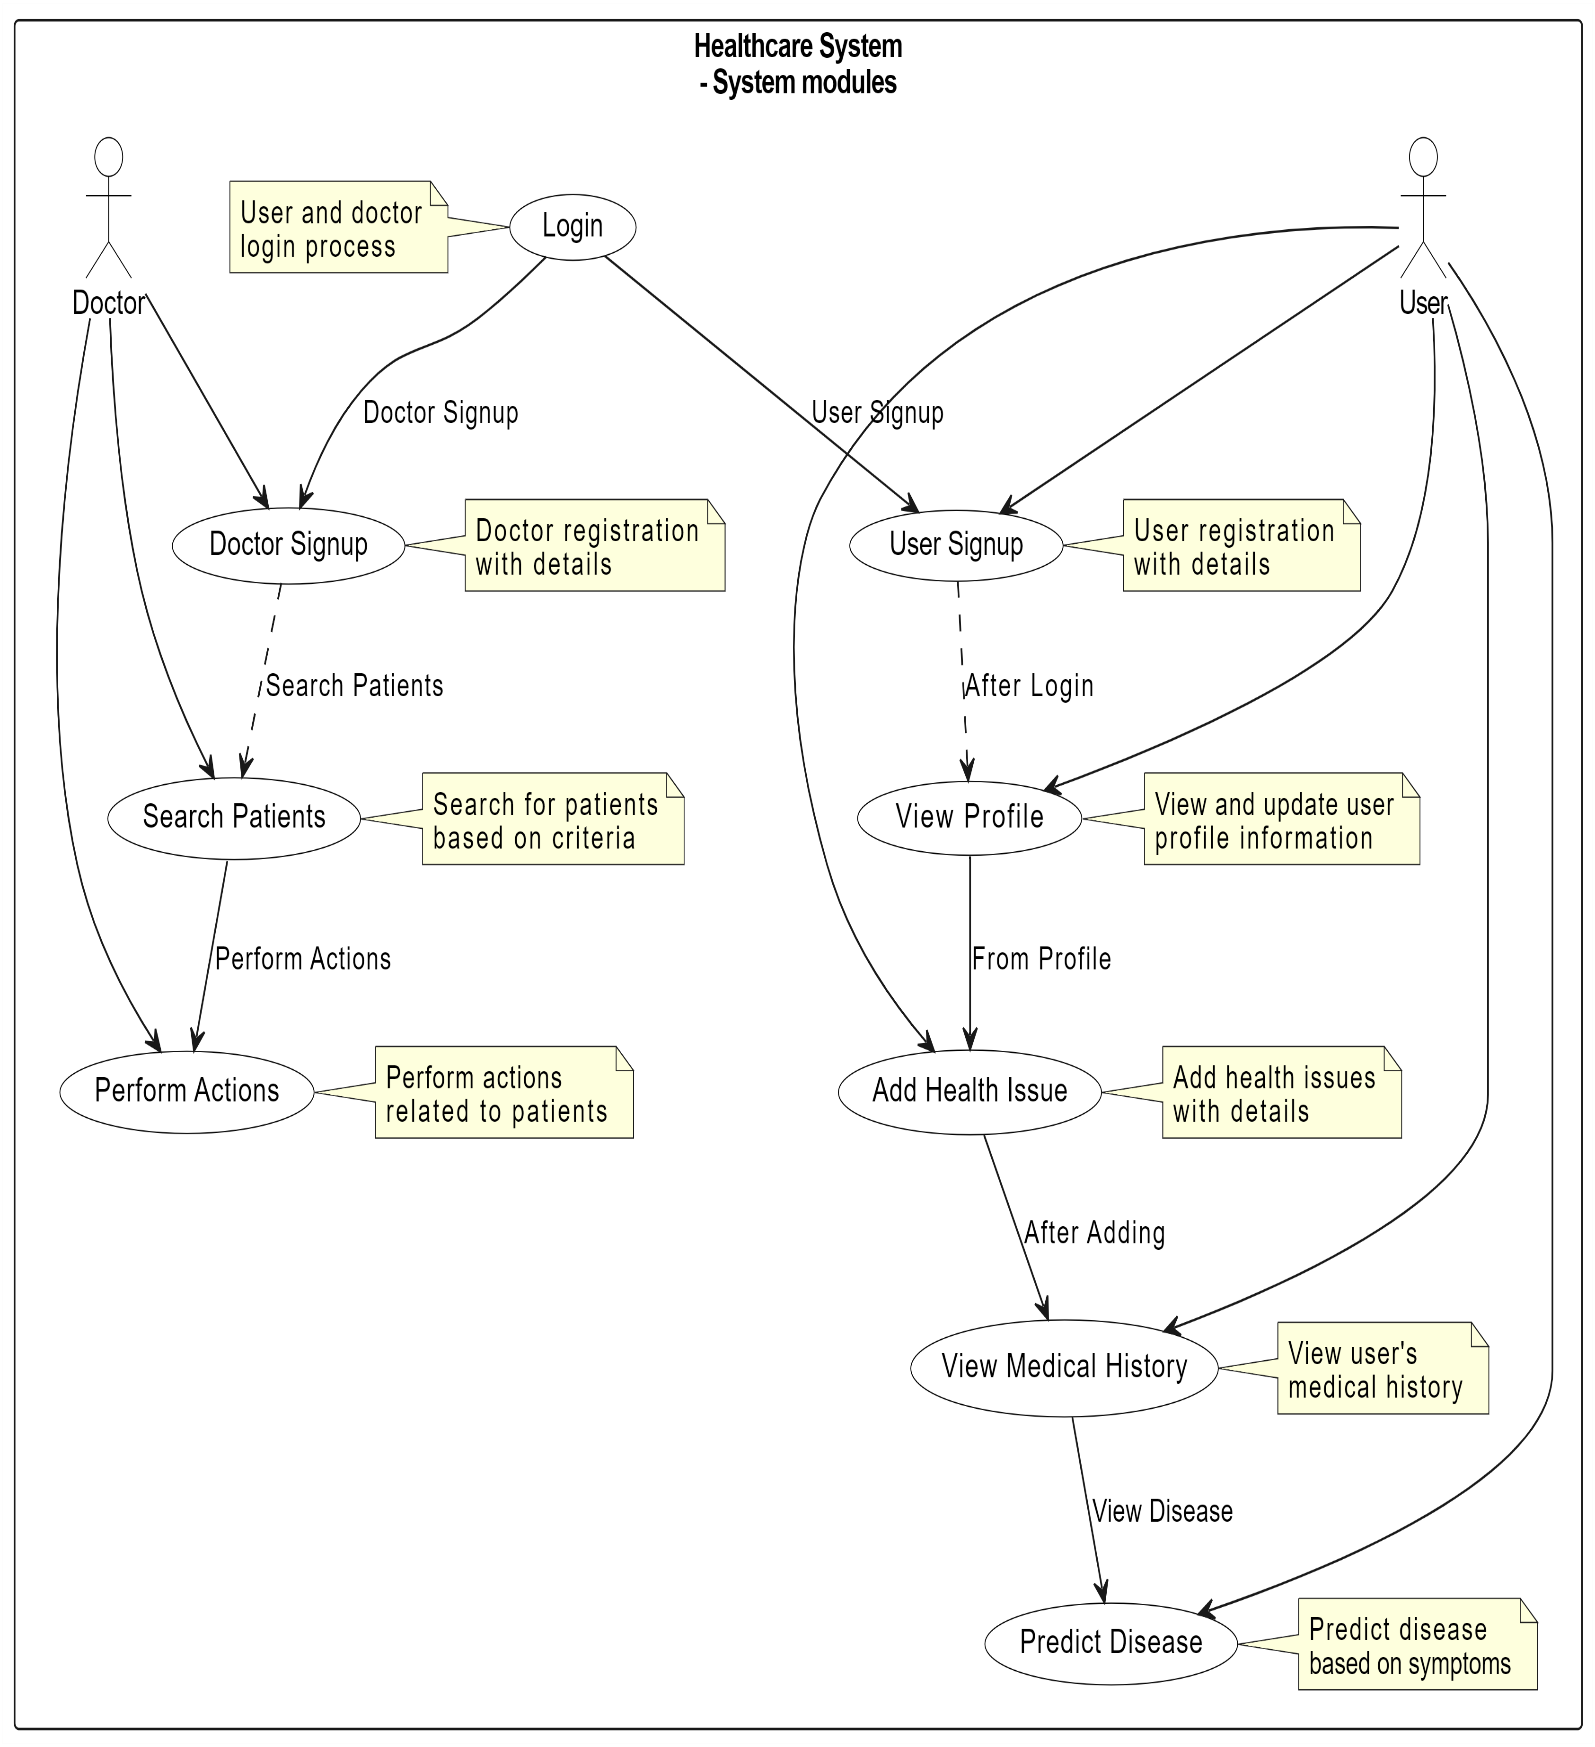 Healthcare System
- System modules
User and doctor
login process
Login
Doctor
User
Doctor Signup
User Signup
Doctor Signup
Doctor registration
with details
User Signup
User registration
with details
Search Patients
After Login
Search Patients
Search for patients
based on criteria
View Profile
View and update user
profile information
Perform Actions
From Profile
Perform Actions
Perform actions
related to patients
Add Health Issue
Add health issues
with details
After Adding
View Medical History
View user's
medical history
View Disease
Predict Disease
Predict disease
based on symptoms